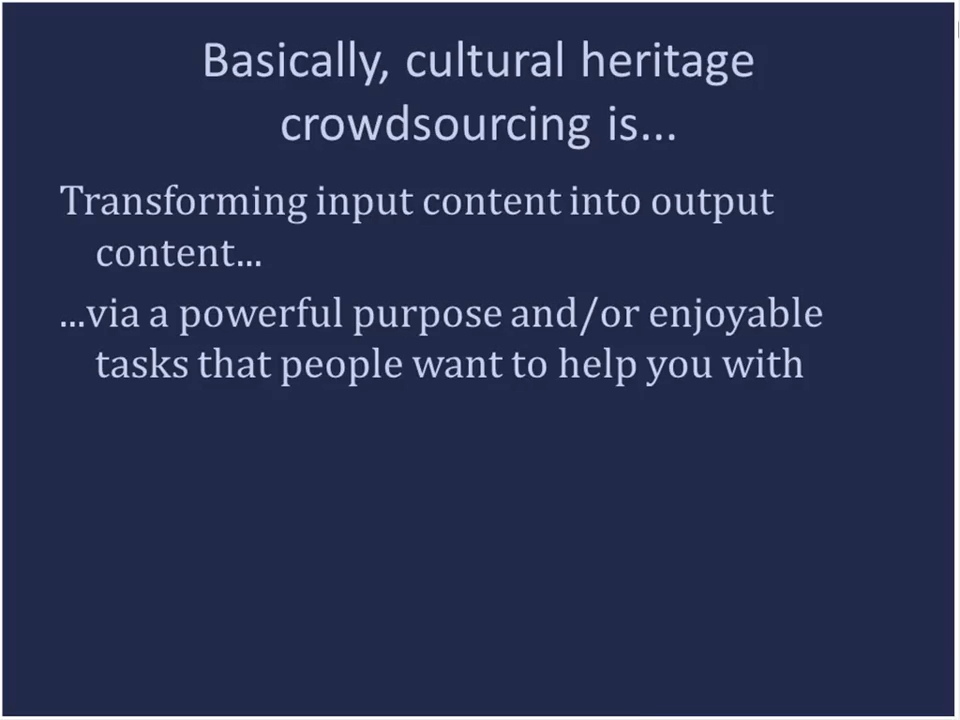 Basically, cultural heritage
crowdsourcing is...
Transforming input content into output
content...
...via a powerful purpose and/or enjoyable
tasks that people want to help you with